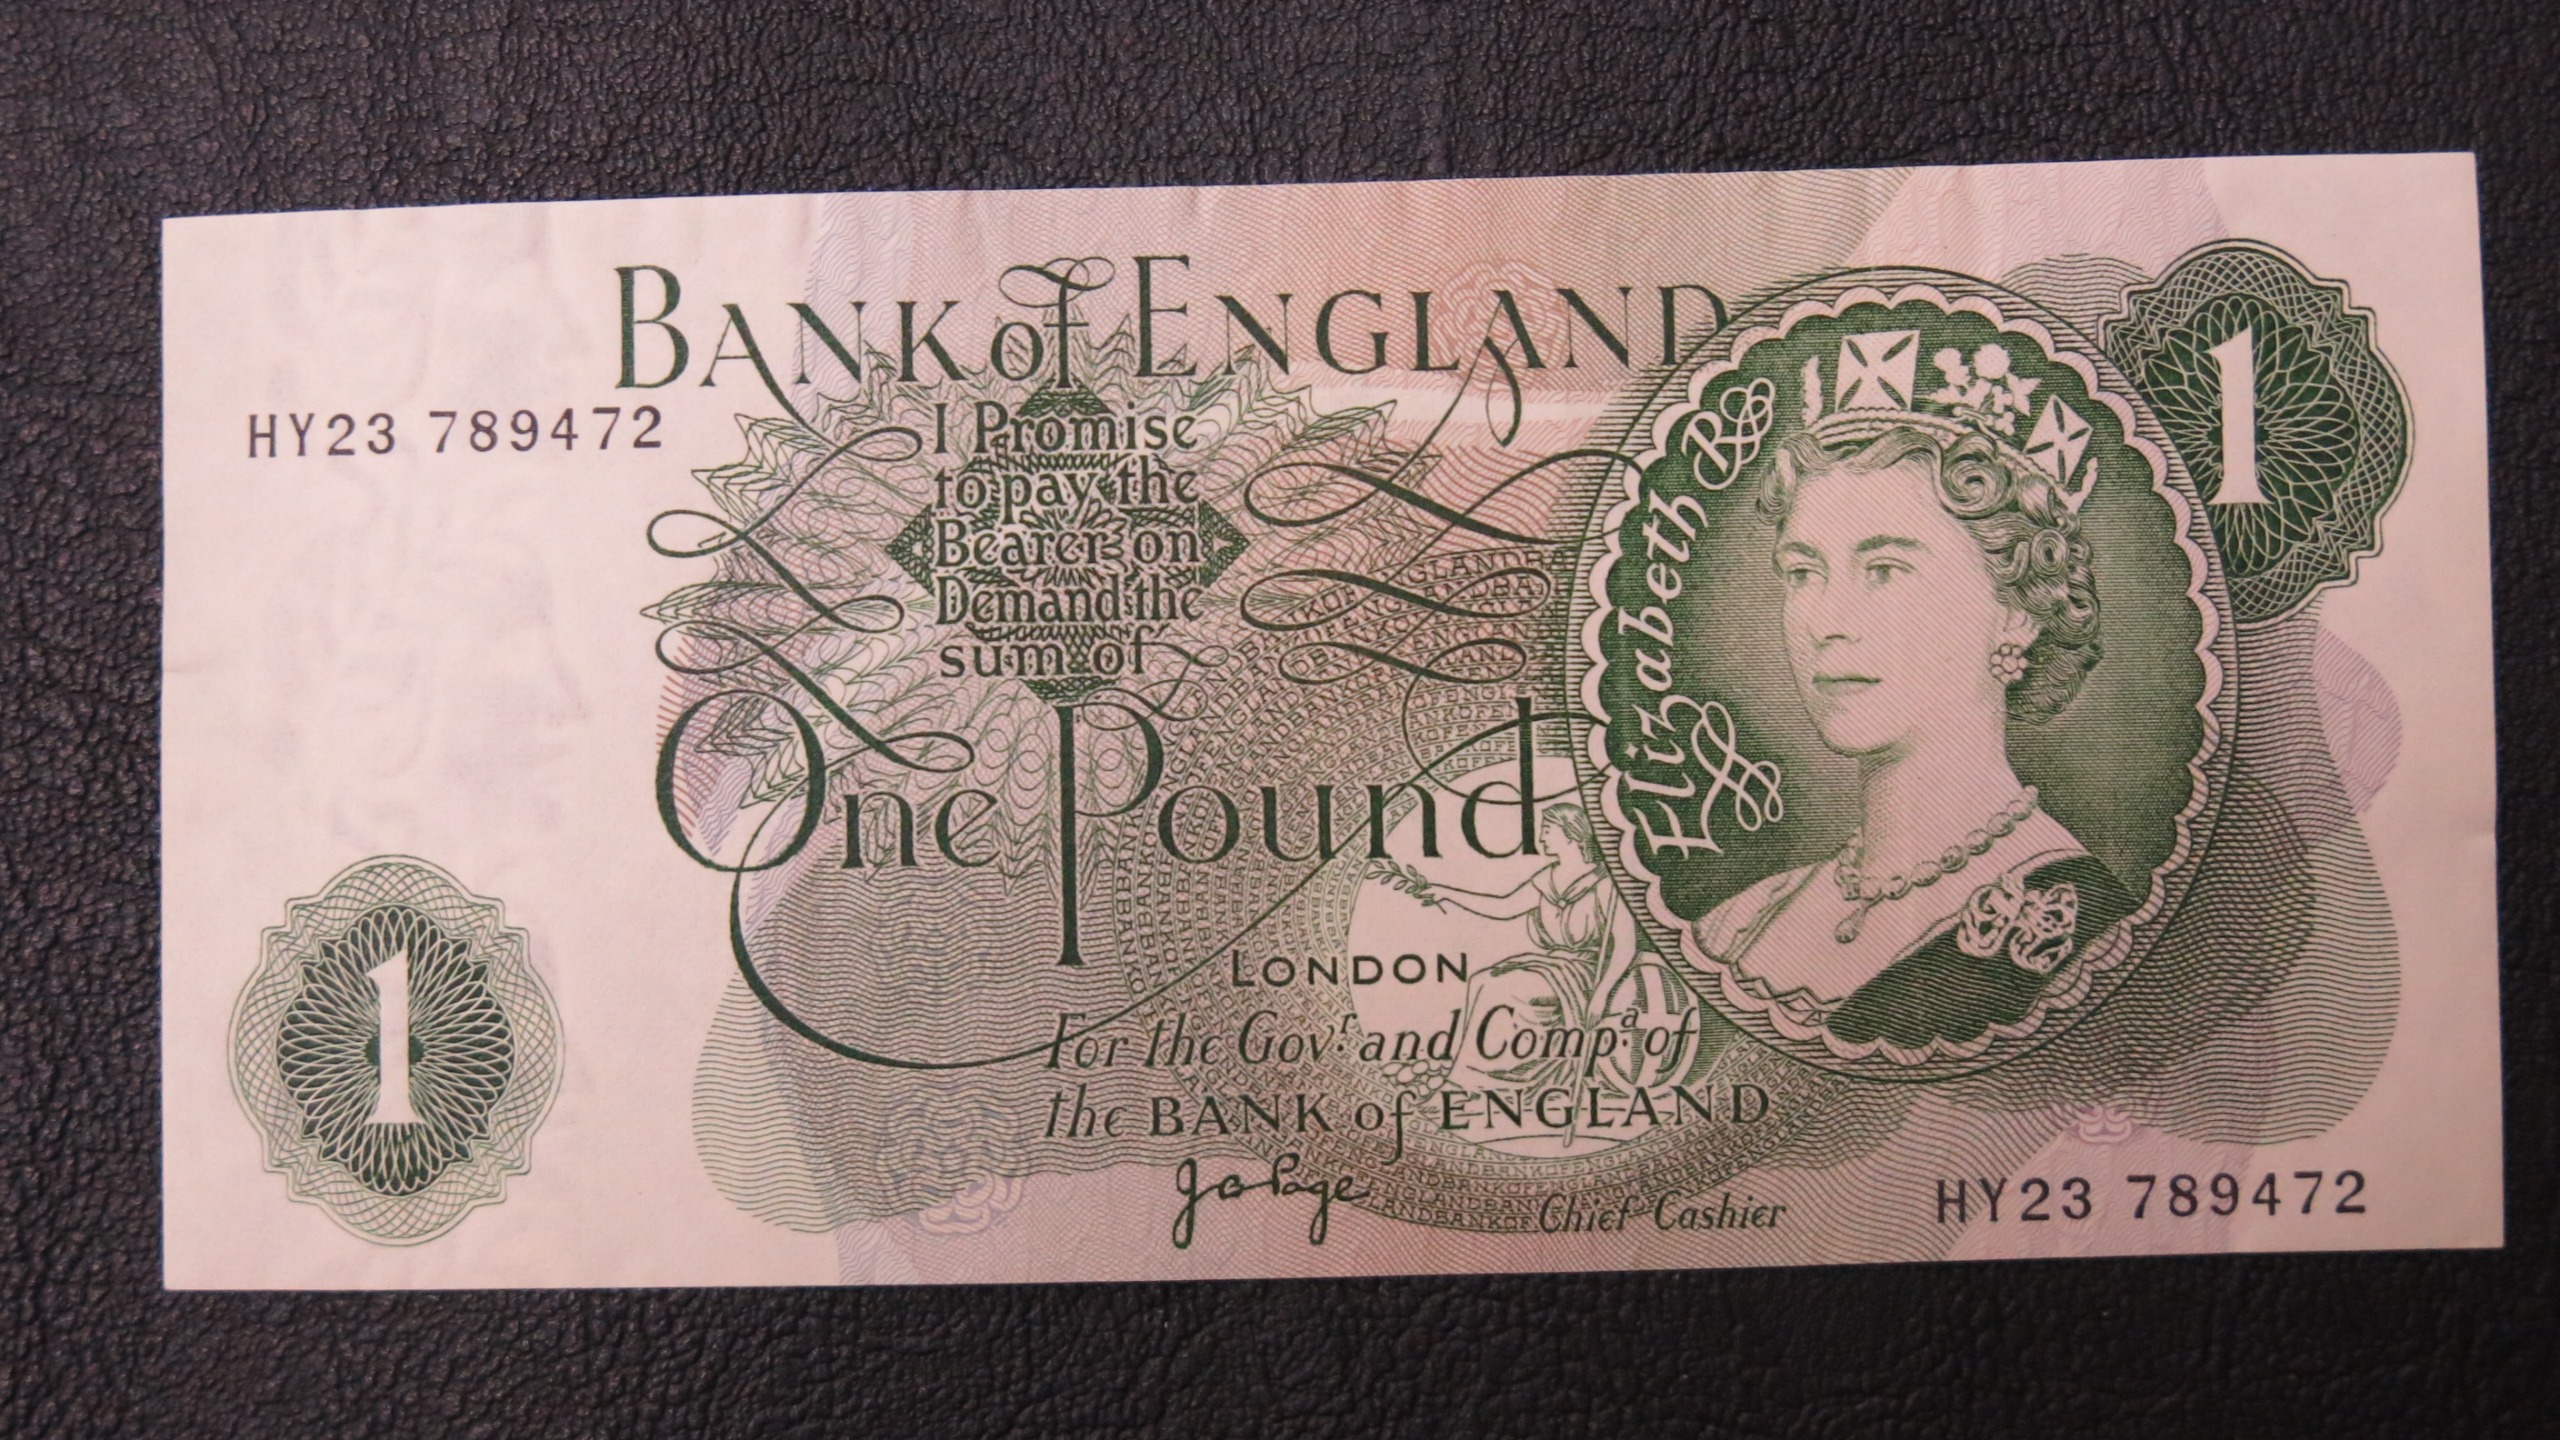 BANK of ENGLAND
HY23 789472
I Promise
to pay the
Bearer on
Demand the
sum of
One Pound
LONDON
For the Govr. and Compa. of
the BANK of ENGLAND
Chief Cashier
Elizabeth R
1
1
HY23 789472